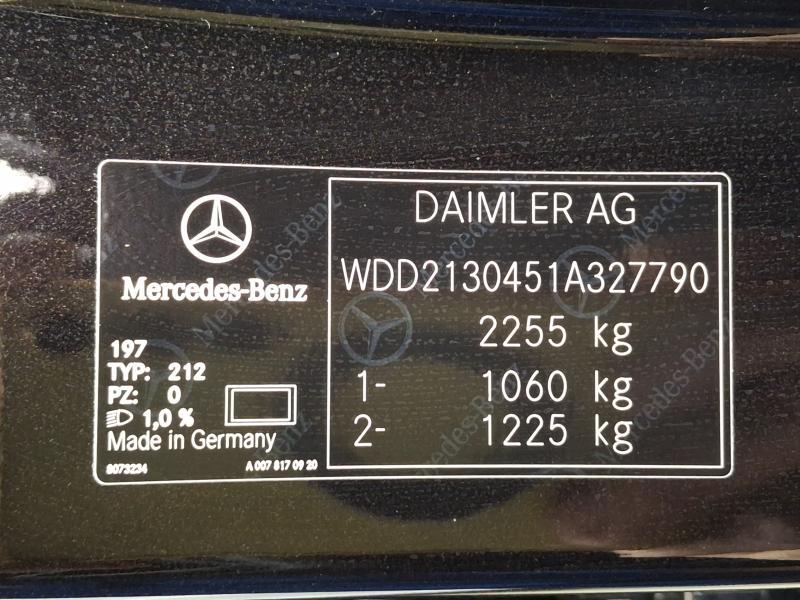 Mercedes-Benz
197
TYP: 212
PZ: 0
1,0 %
Made in Germany
8073234
A 007 817 09 20
DAIMLER AG
WDD2130451A327790
2255 kg
1- 1060 kg
2- 1225 kg